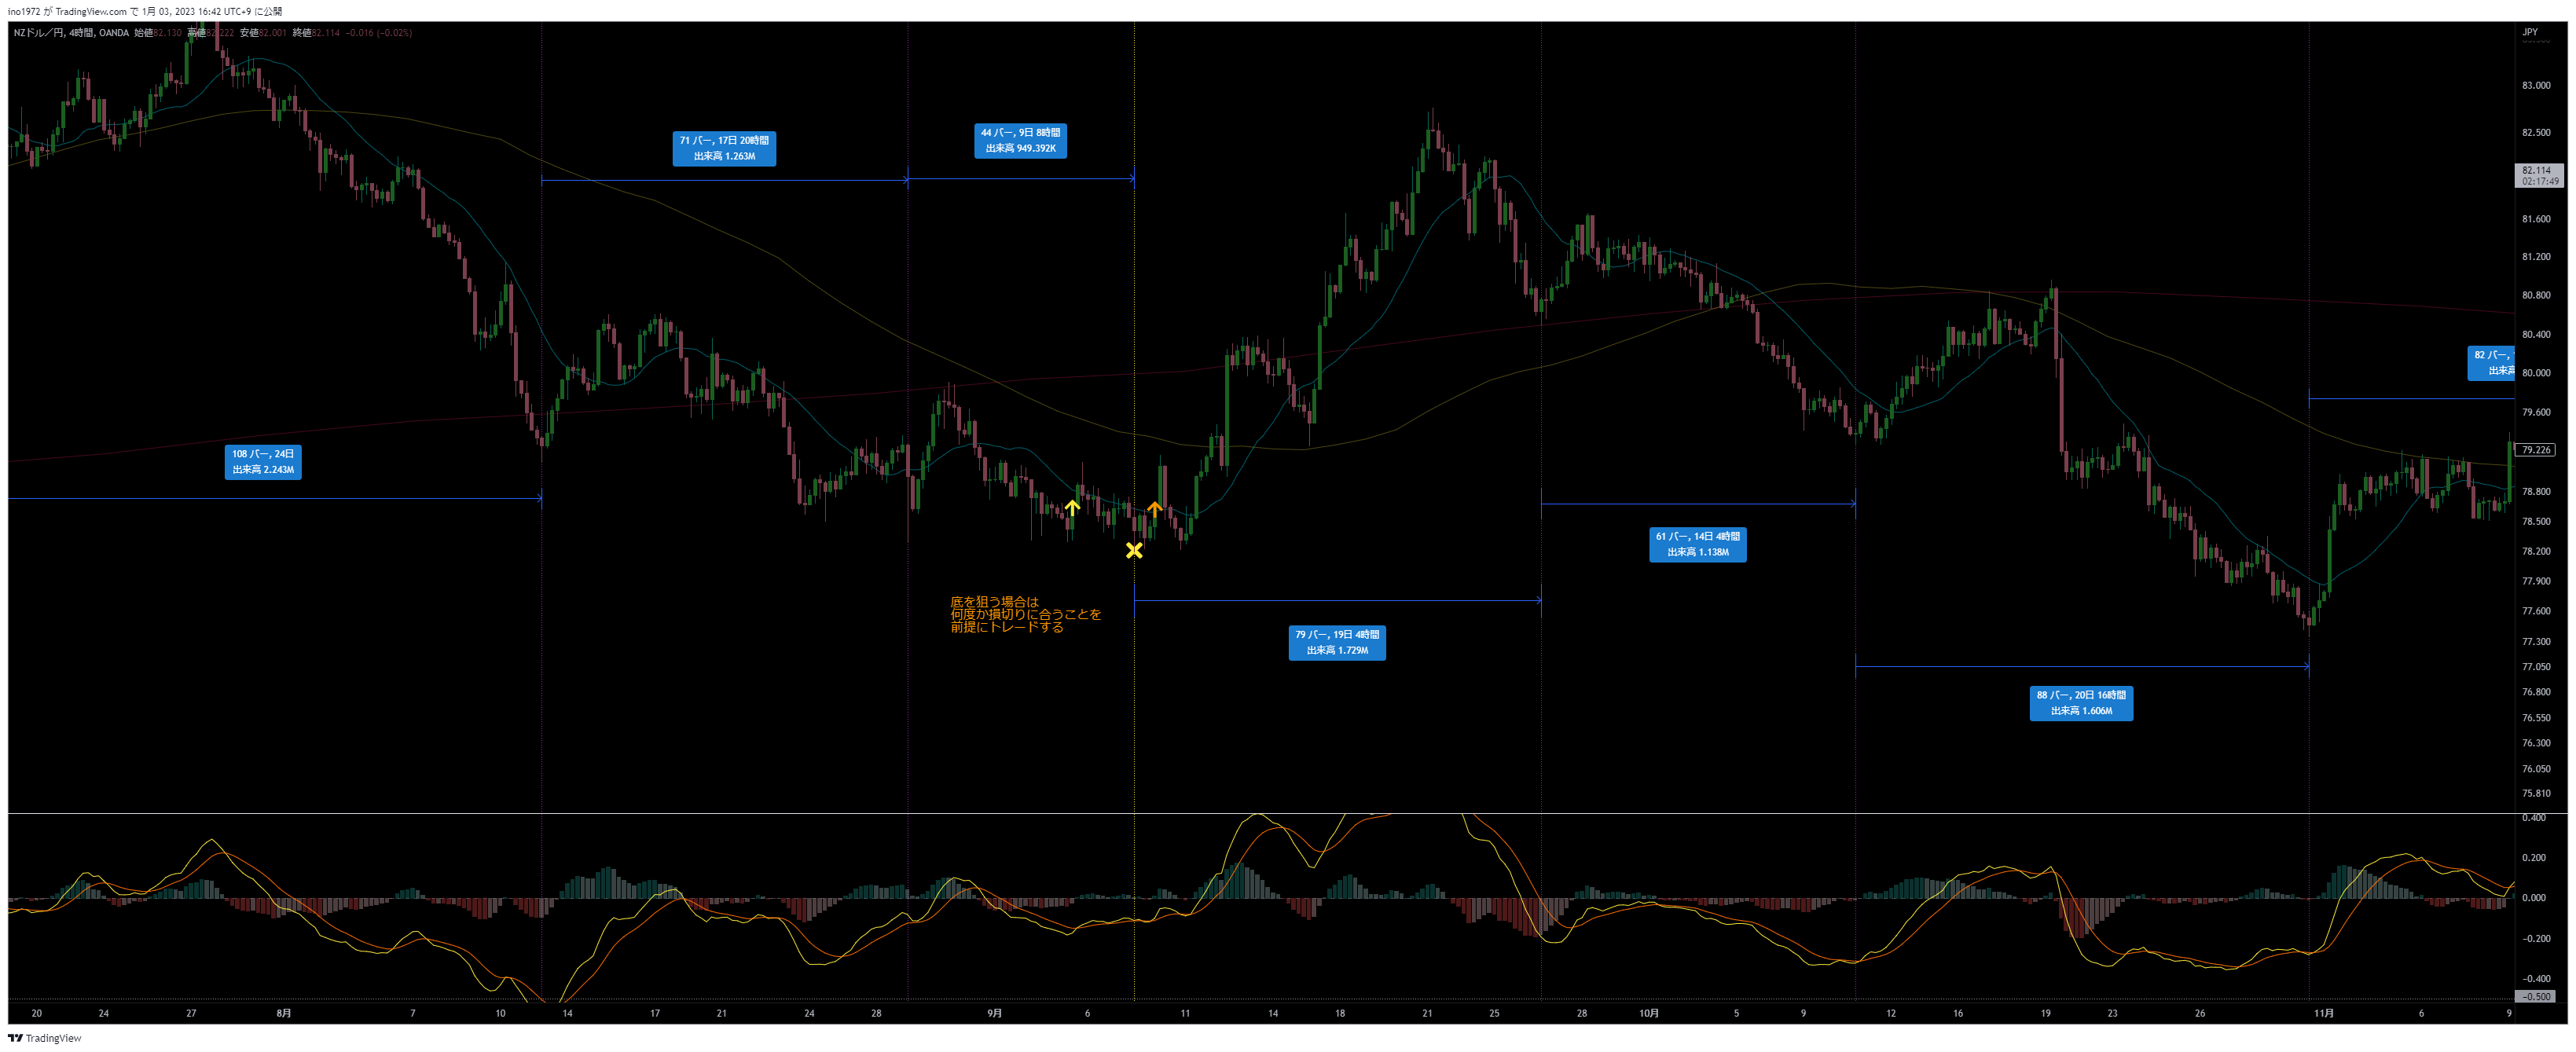 ino1972 が TradingView.com で 1月 03, 2023 16:42 UTC+9 に公開
NZドル／円, 4時間, OANDA 始値82.130 高値82.222 安値82.001 終値82.114 −0.016 (−0.02%)
JPY
83.000
82.500
82.114
02:17:49
81.600
81.200
80.800
80.400
80.000
79.600
79.226
78.800
78.500
78.200
77.900
77.600
77.300
77.050
76.800
76.550
76.300
76.050
75.810
71 バー, 17日 20時間
出来高 1.263M
44 バー, 9日 8時間
出来高 949.392K
108 バー, 24日
出来高 2.243M
82 バー,
出来高
61 バー, 14日 4時間
出来高 1.138M
底を狙う場合は
何度か損切りに合うことを
前提にトレードする
79 バー, 19日 4時間
出来高 1.729M
88 バー, 20日 16時間
出来高 1.606M
0.400
0.200
0.000
−0.200
−0.400
−0.500
20 24 27 8月 7 10 14 17 21 24 28 9月 6 11 14 18 21 25 28 10月 5 9 12 16 19 23 26 11月 6 9
TradingView